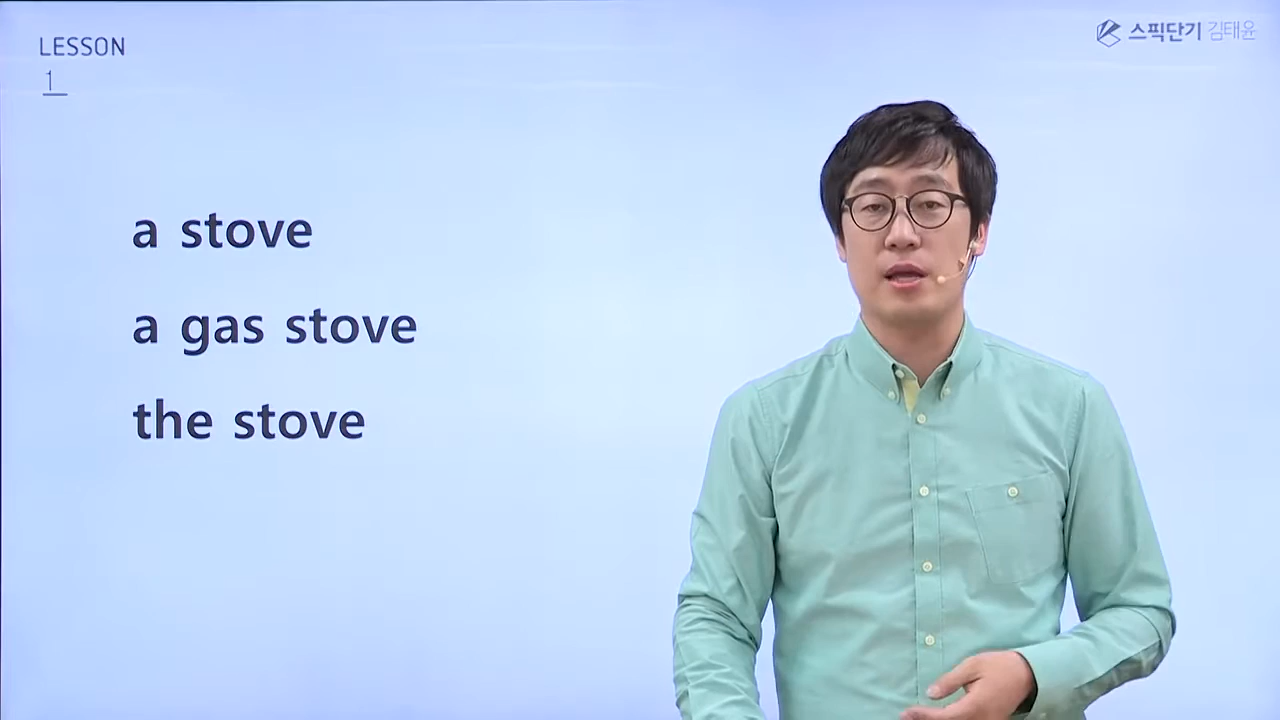 LESSON
1
스픽단기 김태윤
a stove
a gas stove
the stove